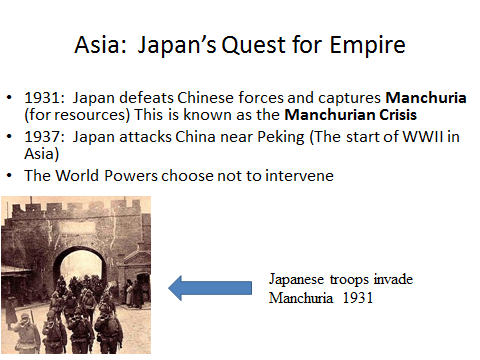 Asia:  Japan's Quest for Empire
• 1931:  Japan defeats Chinese forces and captures Manchuria
(for resources) This is known as the Manchurian Crisis
• 1937:  Japan attacks China near Peking (The start of WWII in
Asia)
• The World Powers choose not to intervene
Japanese troops invade
Manchuria  1931